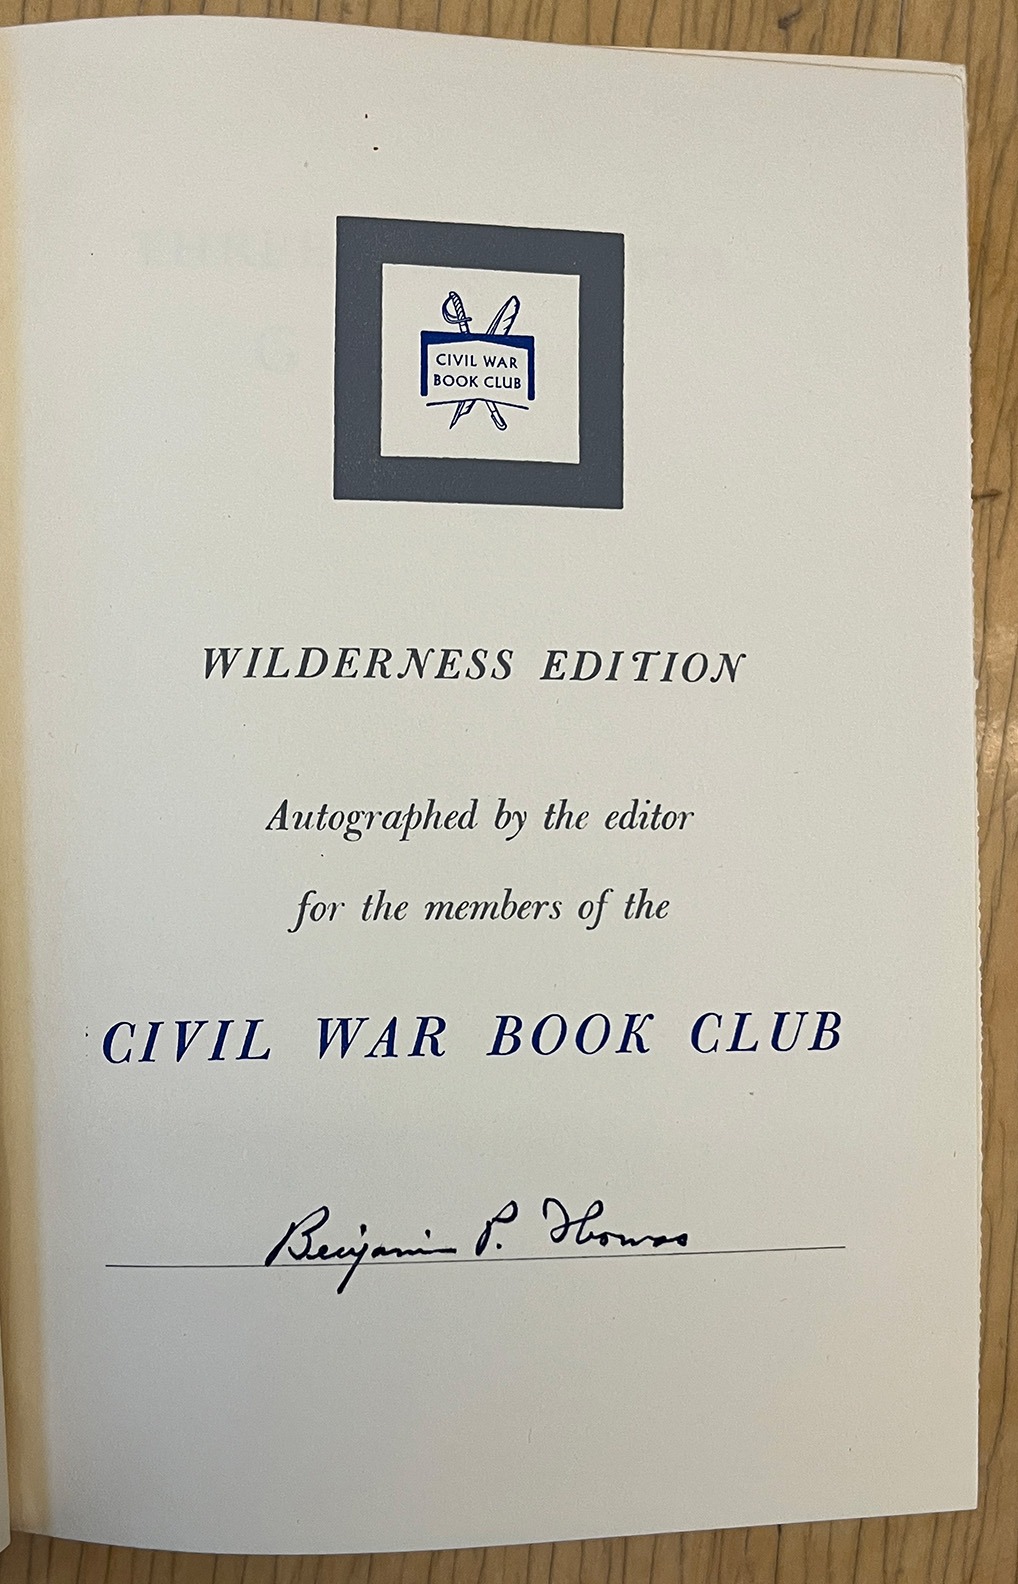 CIVIL WAR
BOOK CLUB
WILDERNESS EDITION
Autographed by the editor
for the members of the
CIVIL WAR BOOK CLUB
Benjamin P. Thomas